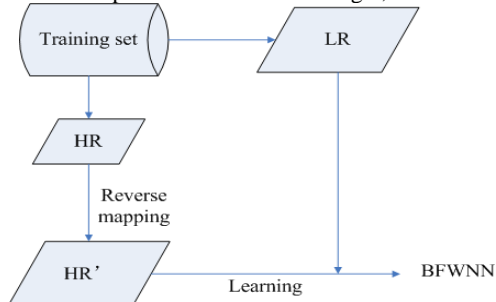 Training set
LR
HR
Reverse
mapping
HR’
Learning
BFWNN